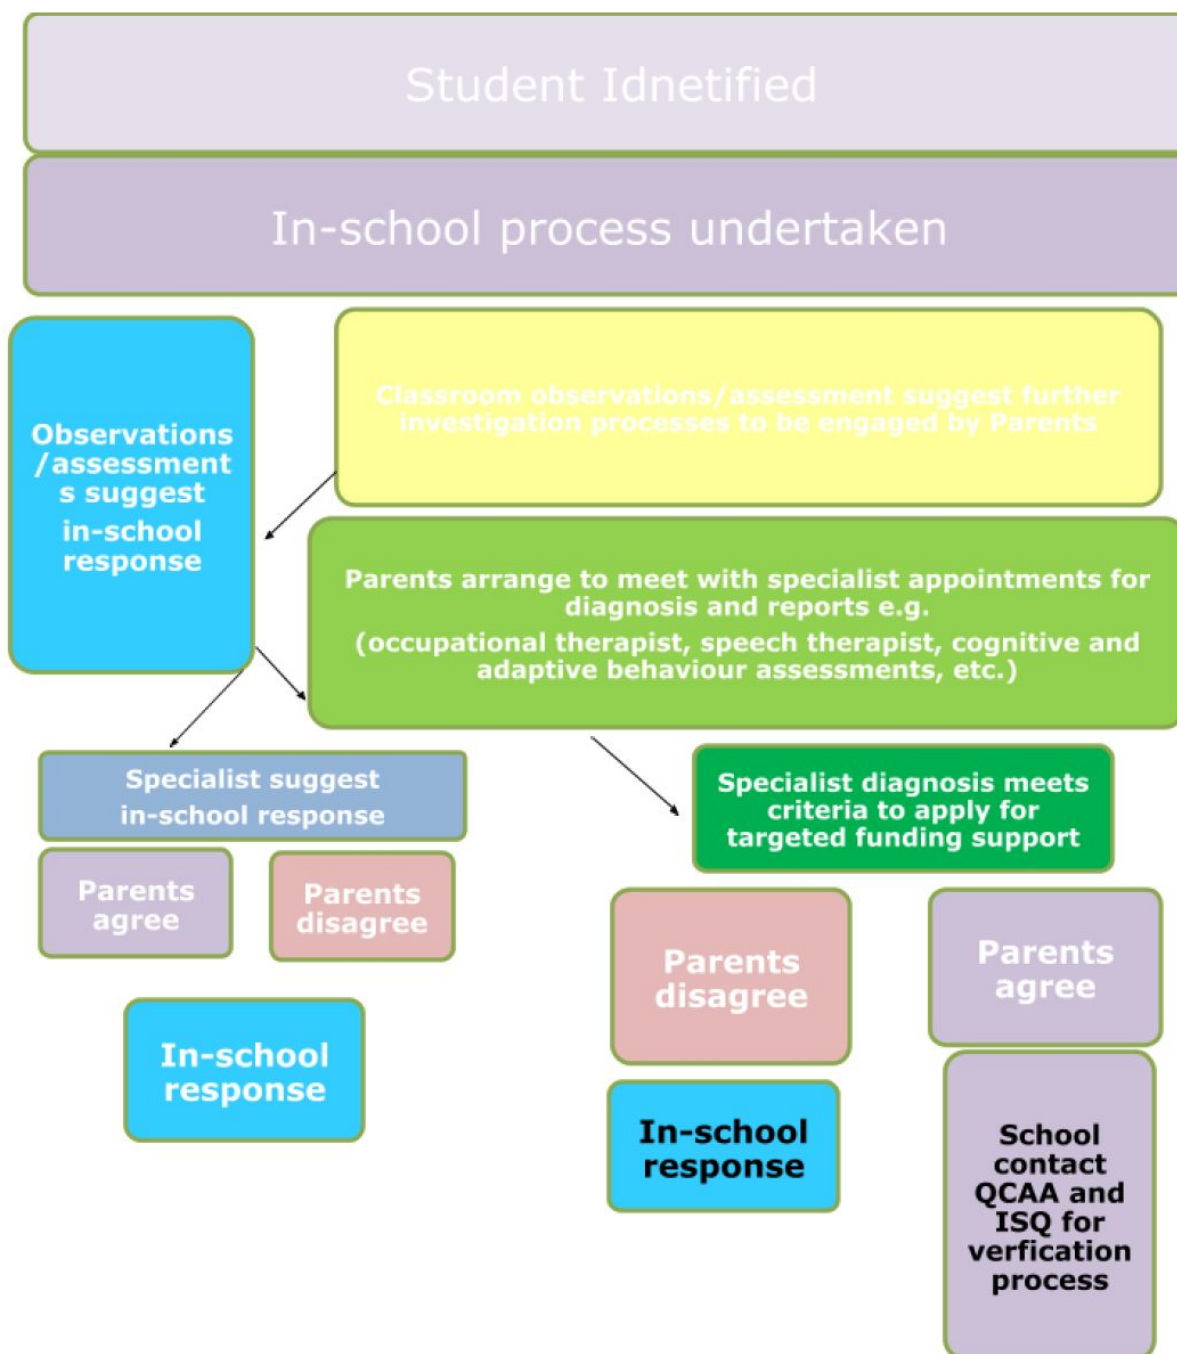 Student Idnetified
In-school process undertaken
Observations
/assessment
s suggest
in-school
response
Classroom observations/assessment suggest further
investigation processes to be engaged by Parents
Parents arrange to meet with specialist appointments for
diagnosis and reports e.g.
(occupational therapist, speech therapist, cognitive and
adaptive behaviour assessments, etc.)
Specialist suggest
in-school response
Parents
agree
Parents
disagree
In-school
response
Specialist diagnosis meets
criteria to apply for
targeted funding support
Parents
disagree
In-school
response
Parents
agree
School
contact
QCAA and
ISQ for
verfication
process